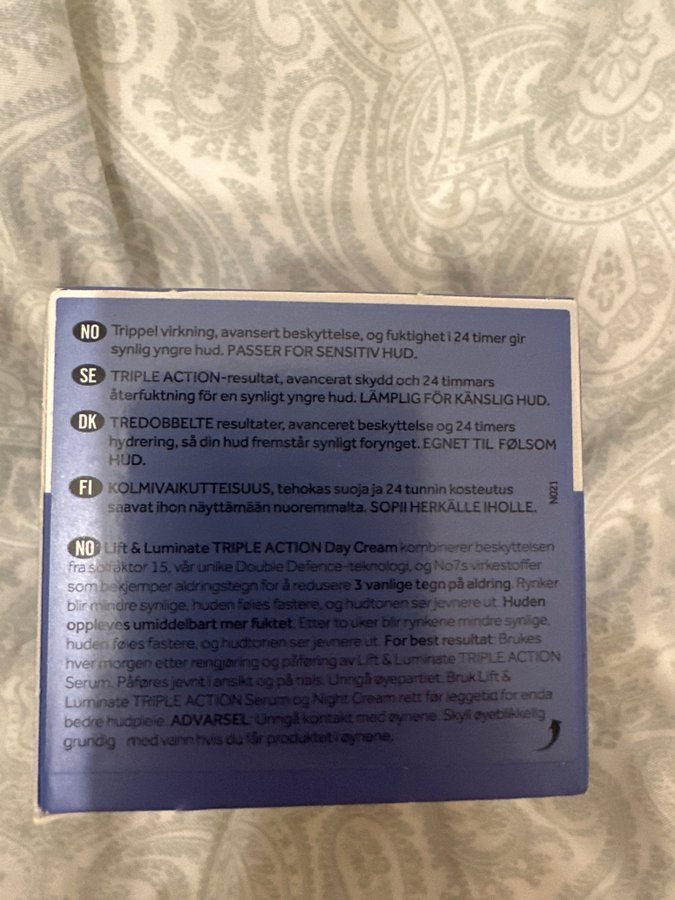 NO Trippel virkning, avansert beskyttelse, og fuktighet i 24 timer gir
synlig yngre hud. PASSER FOR SENSITIV HUD.
SE TRIPLE ACTION-resultat, avancerat skydd och 24 timmars
återfuktning för en synligt yngre hud. LÄMPLIG FÖR KÄNSLIG HUD.
DK TREDOBBELTE resultater, avanceret beskyttelse og 24 timers
hydrering, så din hud fremstår synligt forynget. EGNET TIL FØLSOM
HUD.
FI KOLMIVAIKUTTEISUUS, tehokas suoja ja 24 tunnin kosteutus
saavat ihon näyttämään nuoremmalta. SOPII HERKÄLLE IHOLLE.
N021
NO Lift & Luminate TRIPLE ACTION Day Cream kombinerer beskyttelsen
fra solfaktor 15, vår unike Double Defence-teknologi, og No7s virkestoffer
som bekjemper aldringstegn for å redusere 3 vanlige tegn på aldring. Rynker
blir mindre synlige, huden føles fastere, og hudtonen ser jevnere ut. Huden
oppleves umiddelbart mer fuktet. Etter to uker blir rynkene mindre synlige,
huden føles fastere, og hudtonen ser jevnere ut. For best resultat: Brukes
hver morgen etter rengjøring og påføring av Lift & Luminate TRIPLE ACTION
Serum. Påføres jevnt i ansikt og på hals. Unngå øyepartiet. Bruk Lift &
Luminate TRIPLE ACTION Serum og Night Cream rett før leggetid for enda
bedre hudpleie. ADVARSEL: Unngå kontakt med øynene. Skyll øyeblikkelig
grundig med vann hvis du får produktet i øynene.